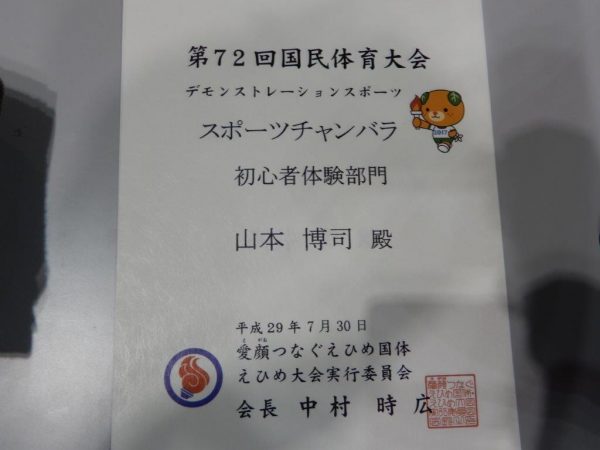 第72回国民体育大会
デモンストレーションスポーツ
スポーツチャンバラ
2017
初心者体験部門
山本 博司 殿
平成29年7月30日
え がお
愛顔つなぐえひめ国体
えひめ大会実行委員会
会長 中村 時広